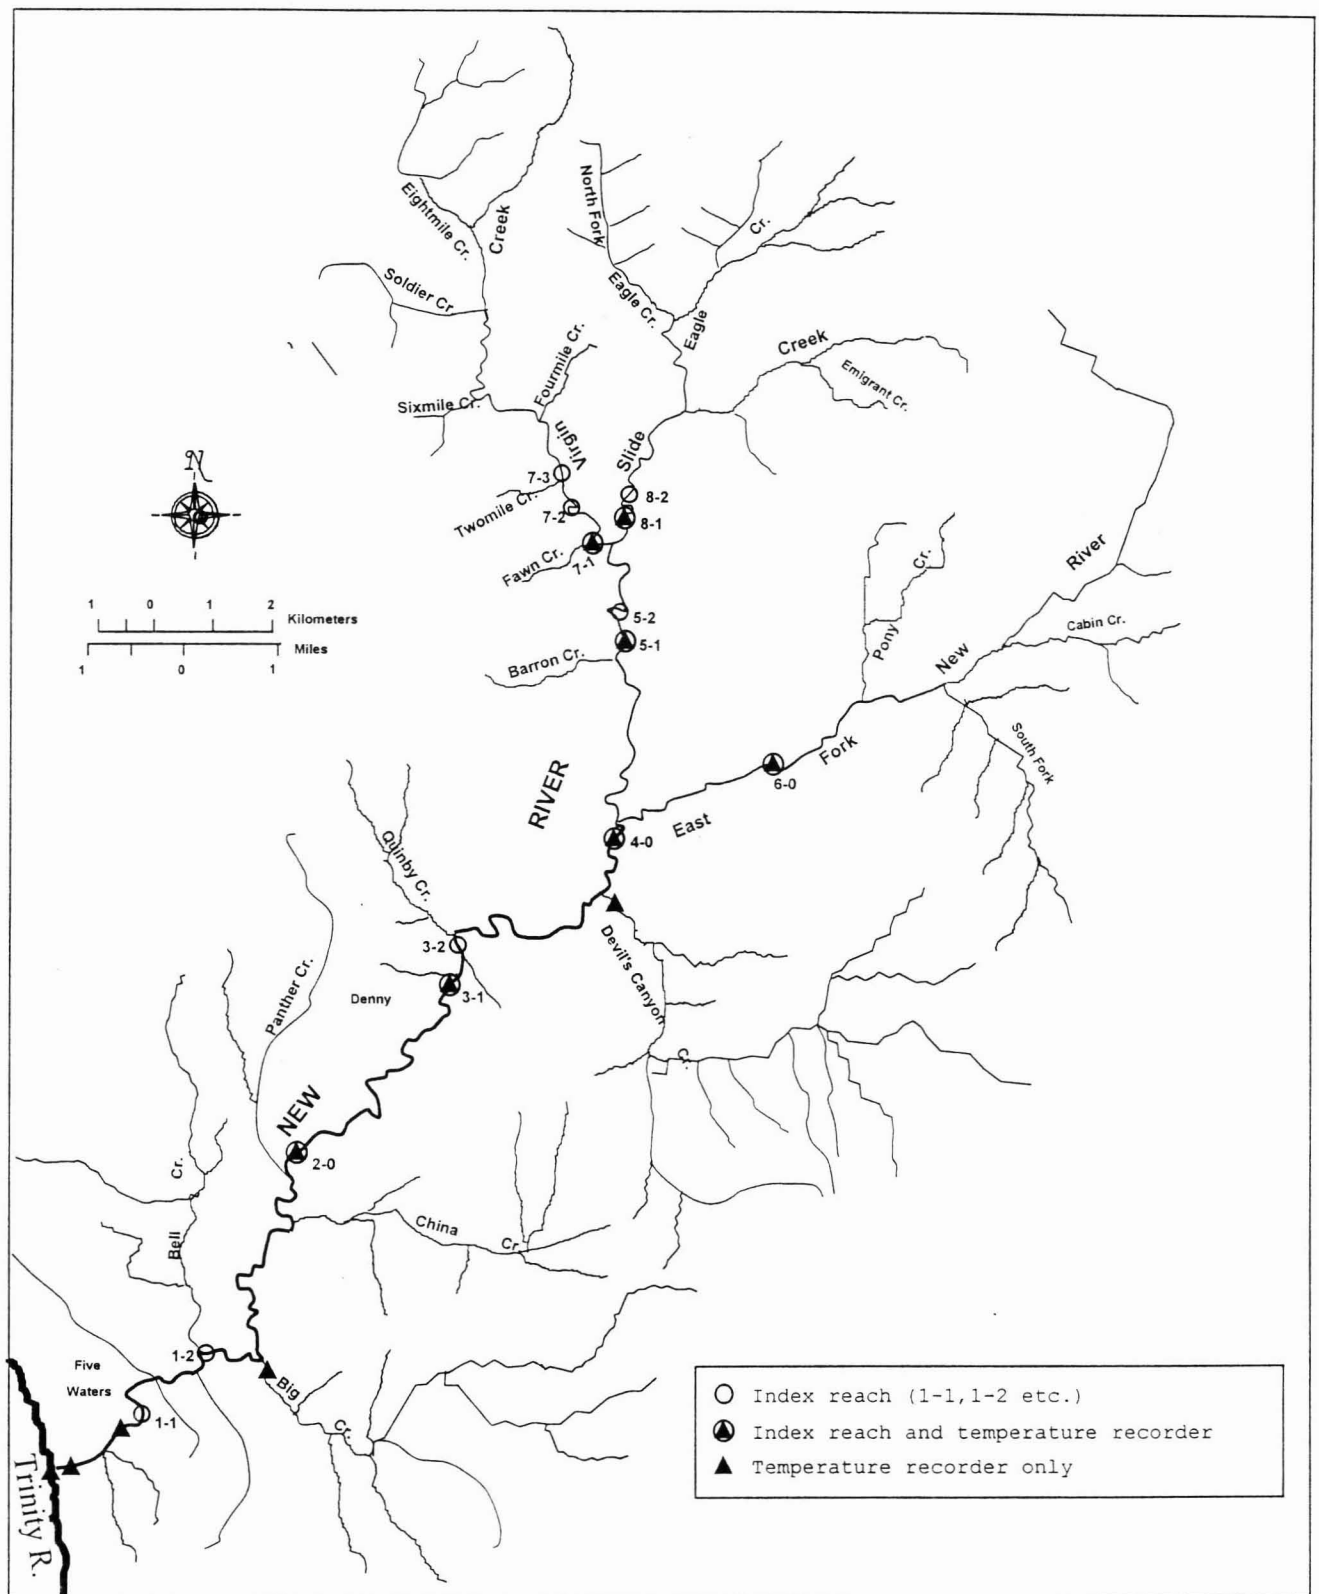 North Fork
Eightmile Cr.
Creek
Cr.
Soldier Cr.
Eagle Cr.
Eagle
Fourmile Cr.
Creek
Emigrant Cr.
Sixmile Cr.
Virgin
Slide
N
7-3
8-2
Twomile Cr.
7-2
8-1
Fawn Cr.
7-1
River
Cr.
1 0 1 2
Kilometers
5-2
Pony
Cabin Cr.
Miles
5-1
New
1 0 1
Barron Cr.
South Fork
RIVER
Fork
6-0
East
Quinby Cr.
4-0
3-2
Devil's Canyon
Panther Cr.
Denny
3-1
Cr.
NEW
2-0
Cr.
China
Cr.
Bell
1-2
Five
Waters
Big
1-1
Cr.
Index reach (1-1,1-2 etc.)
Index reach and temperature recorder
Temperature recorder only
Trinity R.